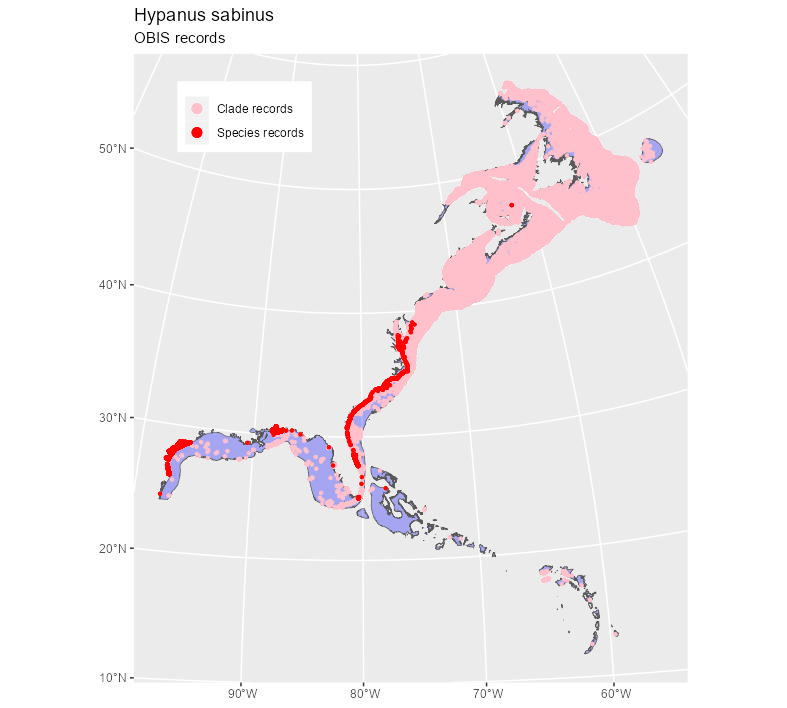 Hypanus sabinus
OBIS records
Clade records
Species records
50°N
40°N
30°N
20°N
10°N
90°W
80°W
70°W
60°W